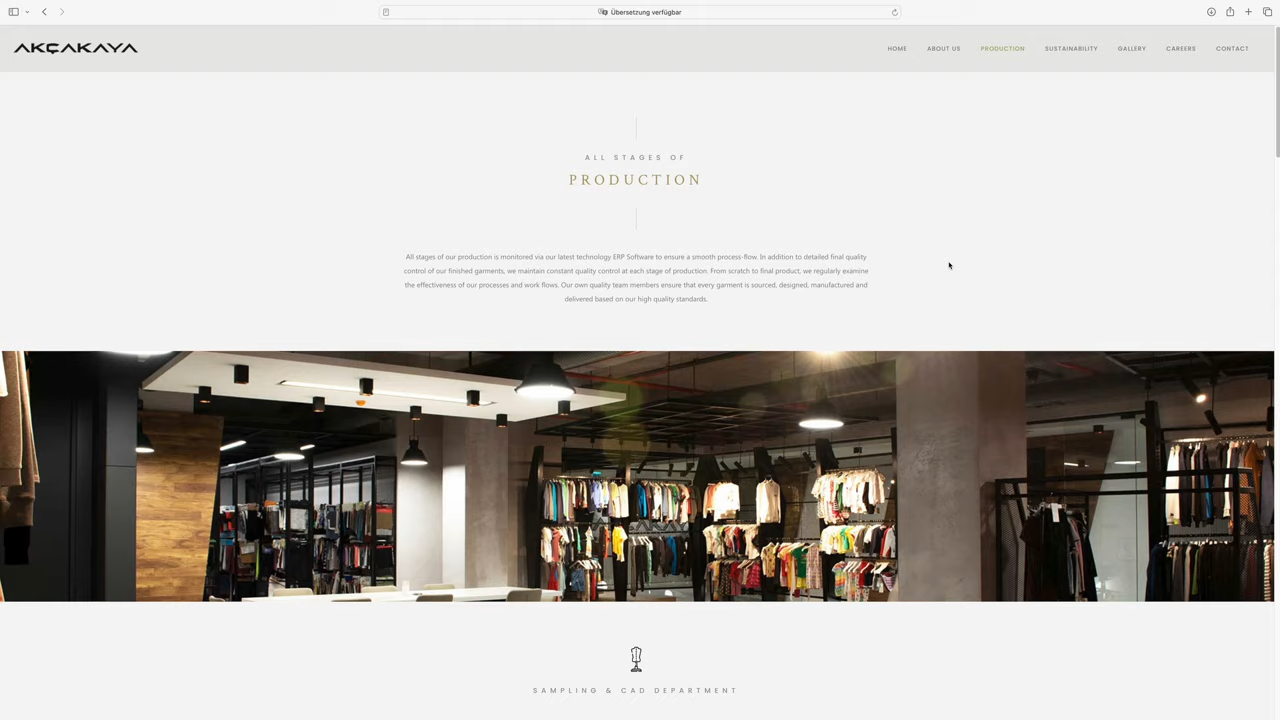 Übersetzung verfügbar
AKÇAKAYA
HOME ABOUT US PRODUCTION SUSTAINABILITY GALLERY CAREERS CONTACT
ALL STAGES OF
PRODUCTION
All stages of our production is monitored via our latest technology ERP Software to ensure a smooth process-flow. In addition to detailed final quality
control of our finished garments, we maintain constant quality control at each stage of production. From scratch to final product, we regularly examine
the effectiveness of our processes and work flows. Our own quality team members ensure that every garment is sourced, designed, manufactured and
delivered based on our high quality standards.
SAMPLING & CAD DEPARTMENT